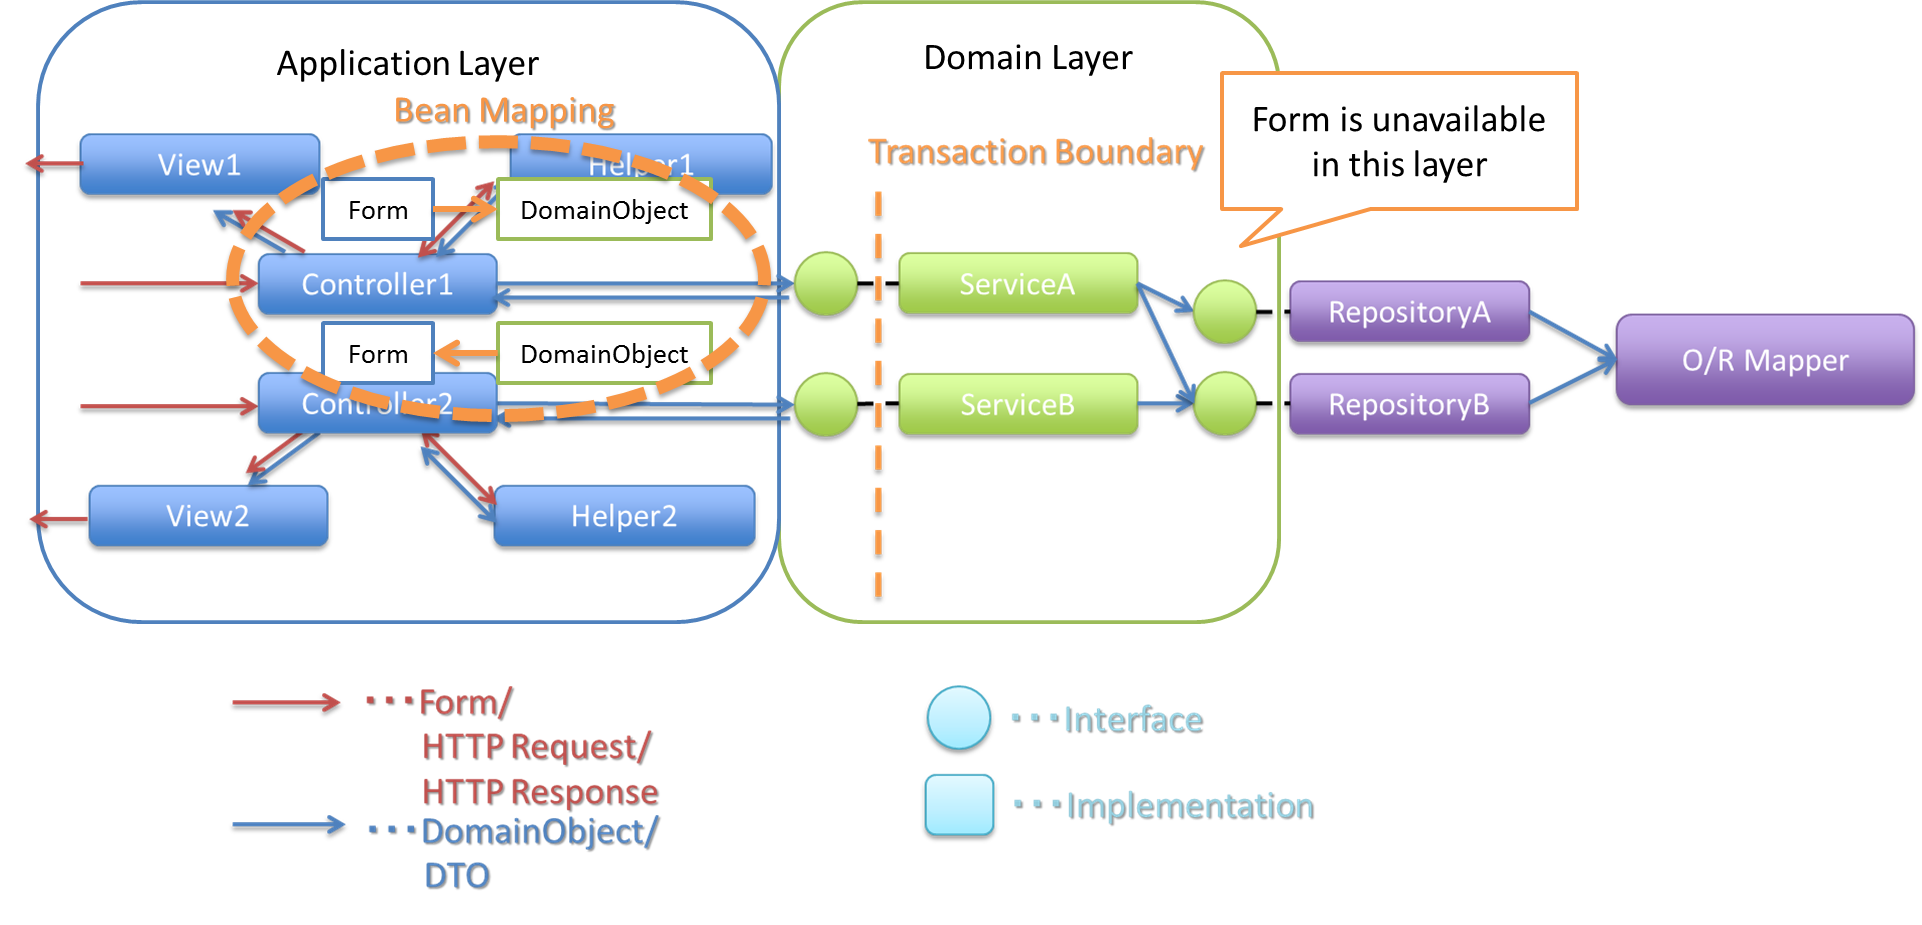 Application Layer
Domain Layer
Bean Mapping
Form is unavailable
in this layer
View1
Helper1
Transaction Boundary
Form
DomainObject
Controller1
ServiceA
RepositoryA
Form
DomainObject
O/R Mapper
Controller2
ServiceB
RepositoryB
View2
Helper2
・・・Form/
HTTP Request/
HTTP Response
・・・DomainObject/
DTO
・・・Interface
・・・Implementation